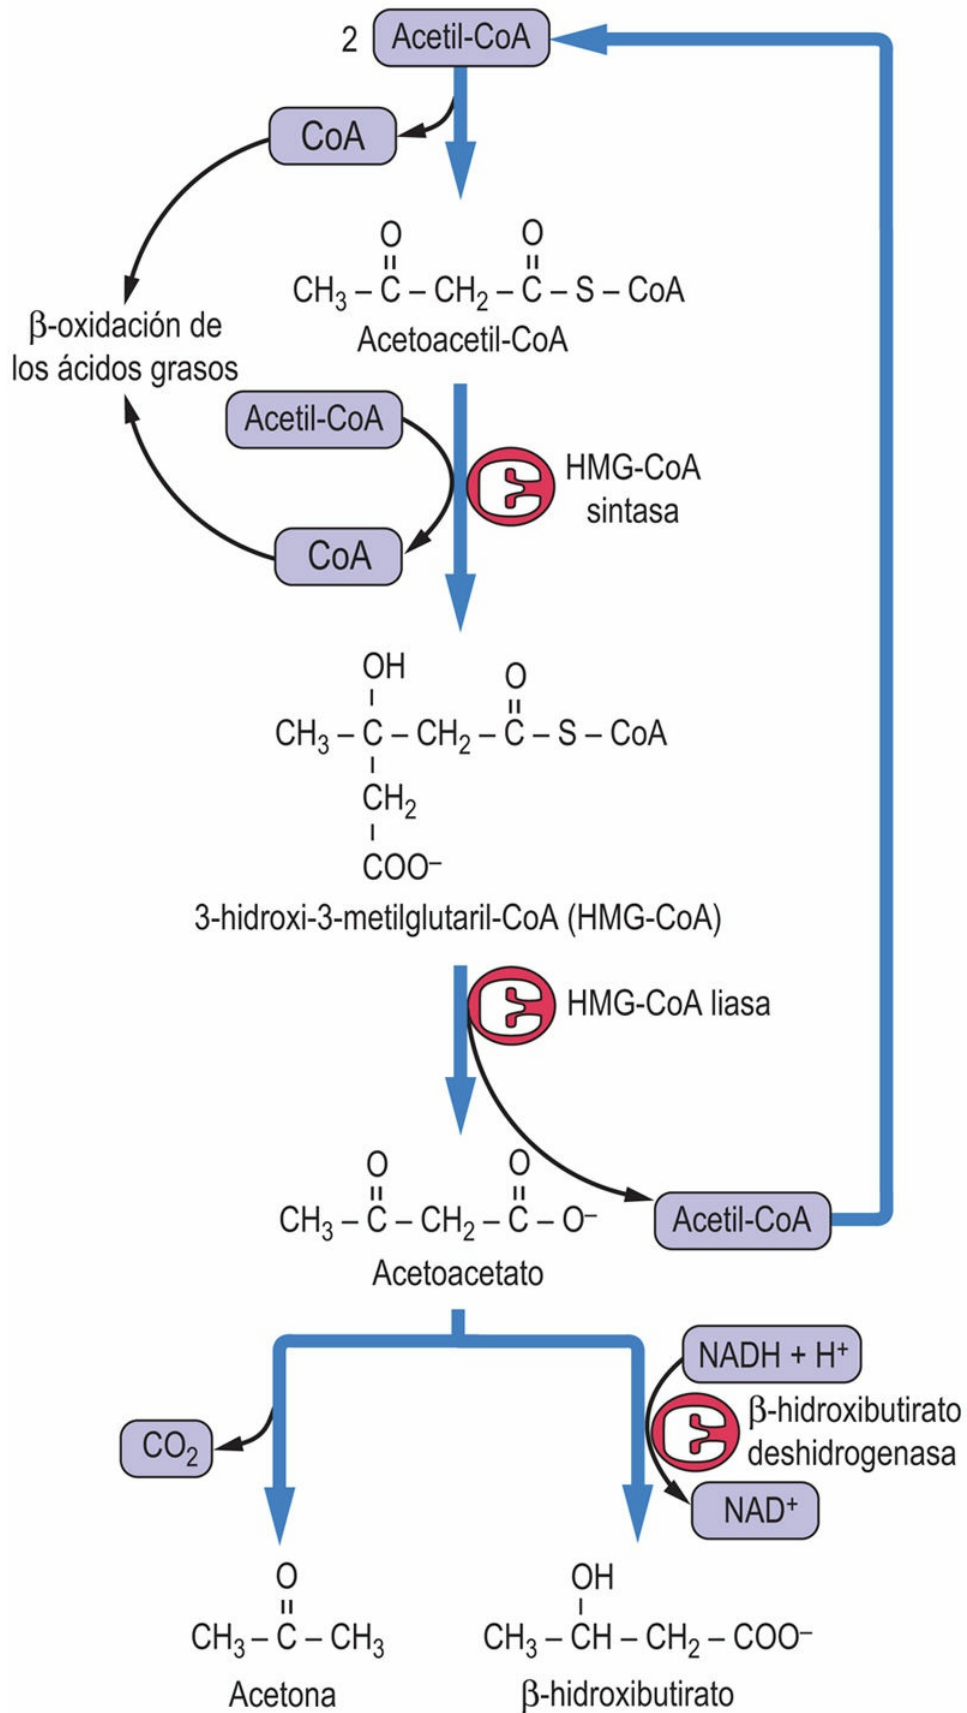 2 Acetil-CoA
CoA
O O
CH₃ – C – CH₂ – C – S – CoA
Acetoacetil-CoA
β-oxidación de
los ácidos grasos
Acetil-CoA
HMG-CoA
sintasa
CoA
OH
O
CH₃ – C – CH₂ – C – S – CoA
CH₂
COO⁻
3-hidroxi-3-metilglutaril-CoA (HMG-CoA)
HMG-CoA liasa
O O
CH₃ – C – CH₂ – C – O⁻
Acetoacetato
Acetil-CoA
NADH + H⁺
β-hidroxibutirato
deshidrogenasa
CO₂
NAD⁺
O
CH₃ – C – CH₃
Acetona
OH
CH₃ – CH – CH₂ – COO⁻
β-hidroxibutirato